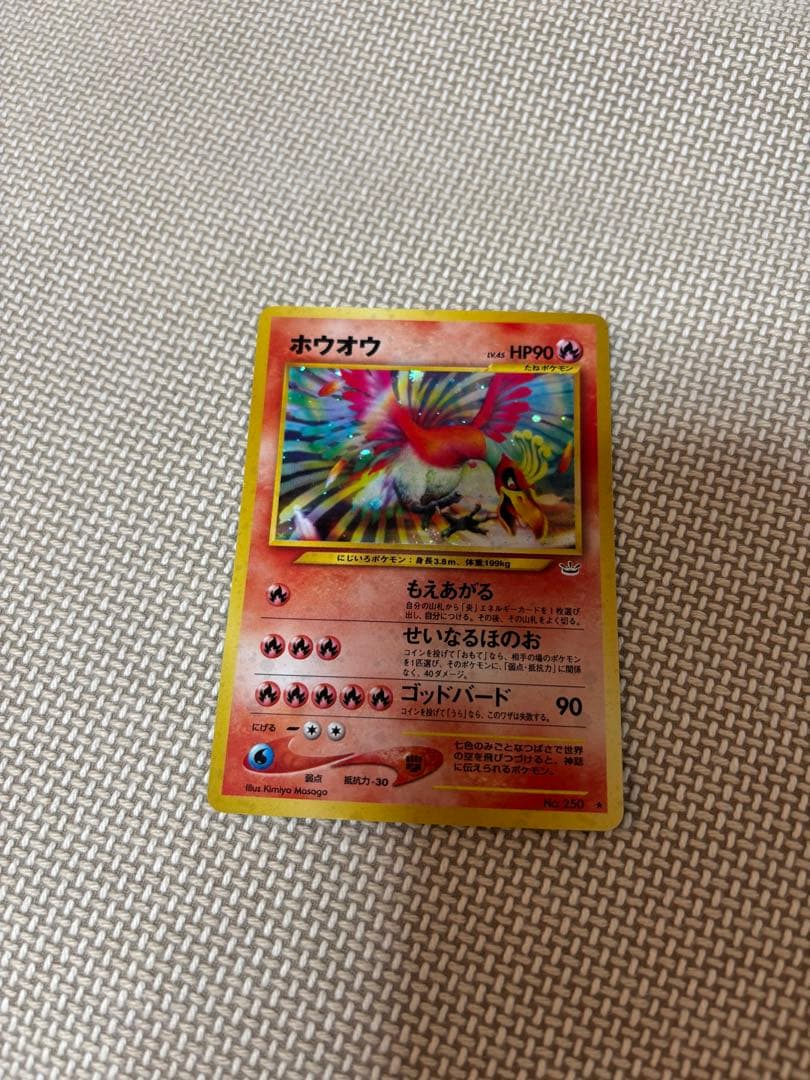 ホウオウ LV.45 HP90
たねポケモン
にじいろポケモン：身長3.8m、体重199kg
もえあがる
自分の山札から「炎」エネルギーカードを1枚選び
出し、自分につける。その後、その山札をよく切る。
せいなるほのお
コインを投げて「おもて」なら、相手の場のポケモン
を1匹選び、そのポケモンに、「弱点・抵抗力」に関係
なく、40ダメージ。
ゴッドバード 90
コインを投げて「うら」なら、このワザは失敗する。
にげる
弱点 抵抗力 -30
七色のみごとなつばさで世界
の空を飛びつづけると、神話
に伝えられるポケモン。
Illus Kimiya Masago
No. 250 ★